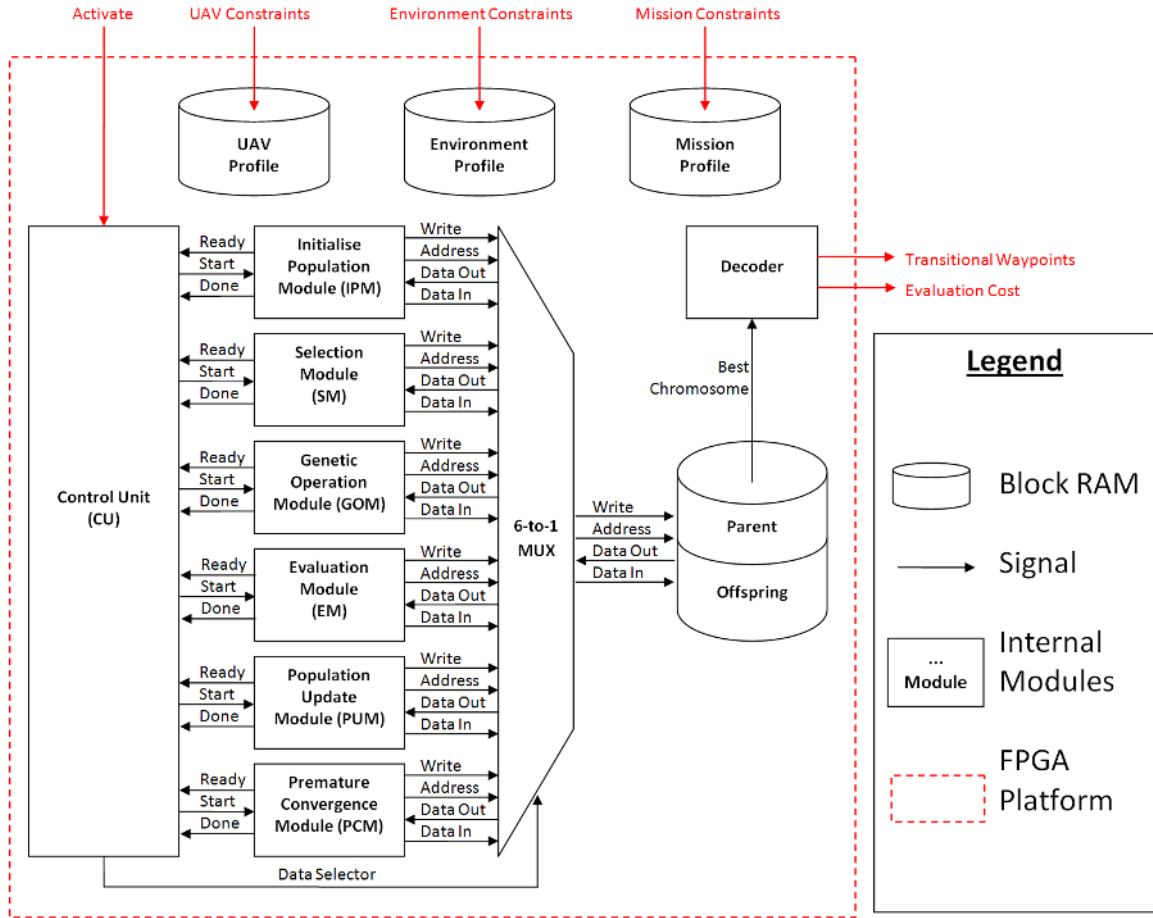 Activate
UAV Constraints
Environment Constraints
Mission Constraints
UAV
Profile
Environment
Profile
Mission
Profile
Control Unit
(CU)
Ready
Start
Done
Initialise
Population
Module (IPM)
Write
Address
Data Out
Data In
Ready
Start
Done
Selection
Module
(SM)
Write
Address
Data Out
Data In
Ready
Start
Done
Genetic
Operation
Module (GOM)
Write
Address
Data Out
Data In
Ready
Start
Done
Evaluation
Module
(EM)
Write
Address
Data Out
Data In
Ready
Start
Done
Population
Update
Module (PUM)
Write
Address
Data Out
Data In
Ready
Start
Done
Premature
Convergence
Module (PCM)
Write
Address
Data Out
Data In
Data Selector
6-to-1
MUX
Write
Address
Data Out
Data In
Parent
Offspring
Best
Chromosome
Decoder
Transitional Waypoints
Evaluation Cost
Legend
Block RAM
Signal
...
Module
Internal
Modules
FPGA
Platform